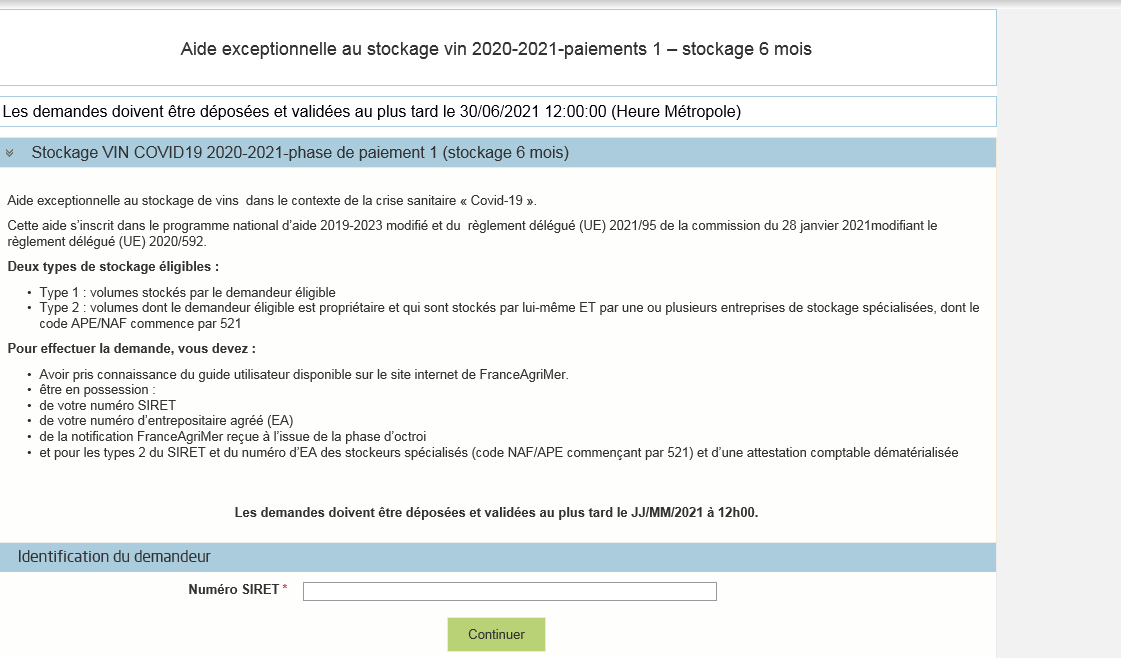 Aide exceptionnelle au stockage vin 2020-2021-paiements 1 – stockage 6 mois
Les demandes doivent être déposées et validées au plus tard le 30/06/2021 12:00:00 (Heure Métropole)
Stockage VIN COVID19 2020-2021-phase de paiement 1 (stockage 6 mois)
Aide exceptionnelle au stockage de vins dans le contexte de la crise sanitaire « Covid-19 ».
Cette aide s’inscrit dans le programme national d’aide 2019-2023 modifié et du règlement délégué (UE) 2021/95 de la commission du 28 janvier 2021modifiant le
règlement délégué (UE) 2020/592.
Deux types de stockage éligibles :
• Type 1 : volumes stockés par le demandeur éligible
• Type 2 : volumes dont le demandeur éligible est propriétaire et qui sont stockés par lui-même ET par une ou plusieurs entreprises de stockage spécialisées, dont le
code APE/NAF commence par 521
Pour effectuer la demande, vous devez :
• Avoir pris connaissance du guide utilisateur disponible sur le site internet de FranceAgriMer.
• être en possession :
• de votre numéro SIRET
• de votre numéro d’entrepositaire agréé (EA)
• de la notification FranceAgriMer reçue à l’issue de la phase d’octroi
• et pour les types 2 du SIRET et du numéro d’EA des stockeurs spécialisés (code NAF/APE commençant par 521) et d’une attestation comptable dématérialisée
Les demandes doivent être déposées et validées au plus tard le JJ/MM/2021 à 12h00.
Identification du demandeur
Numéro SIRET *
Continuer